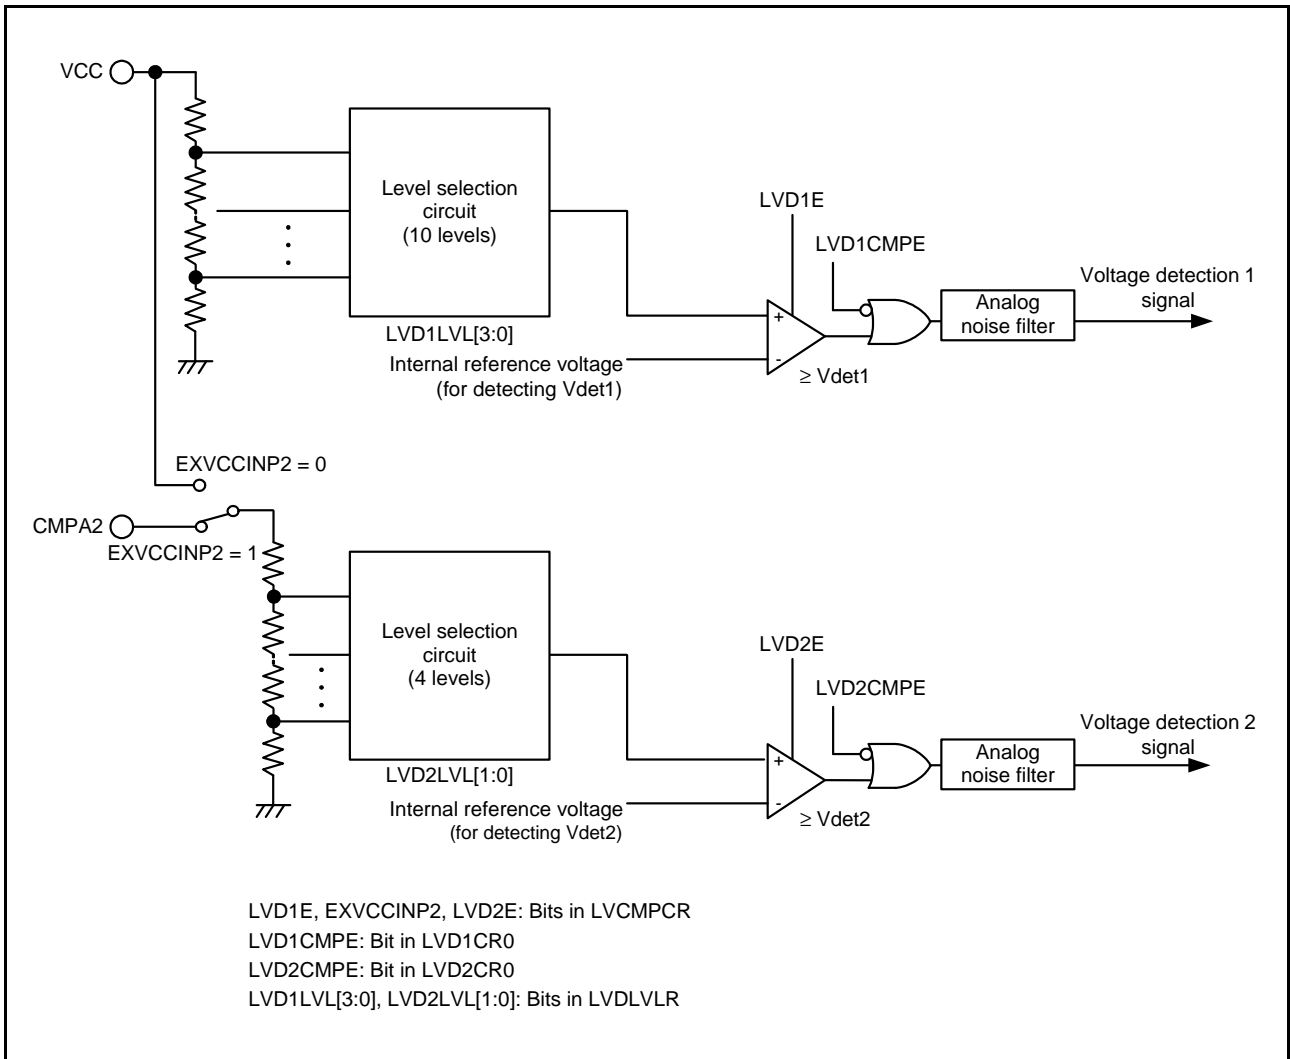 VCC
Level selection
circuit
(10 levels)
LVD1LVL[3:0]
LVD1E
LVD1CMPE
Internal reference voltage
(for detecting Vdet1)
+
-
≥ Vdet1
Analog
noise filter
Voltage detection 1
signal
EXVCCINP2 = 0
CMPA2
EXVCCINP2 = 1
Level selection
circuit
(4 levels)
LVD2LVL[1:0]
LVD2E
LVD2CMPE
Internal reference voltage
(for detecting Vdet2)
+
-
≥ Vdet2
Analog
noise filter
Voltage detection 2
signal
LVD1E, EXVCCINP2, LVD2E: Bits in LVCMPCR
LVD1CMPE: Bit in LVD1CR0
LVD2CMPE: Bit in LVD2CR0
LVD1LVL[3:0], LVD2LVL[1:0]: Bits in LVDLVLR